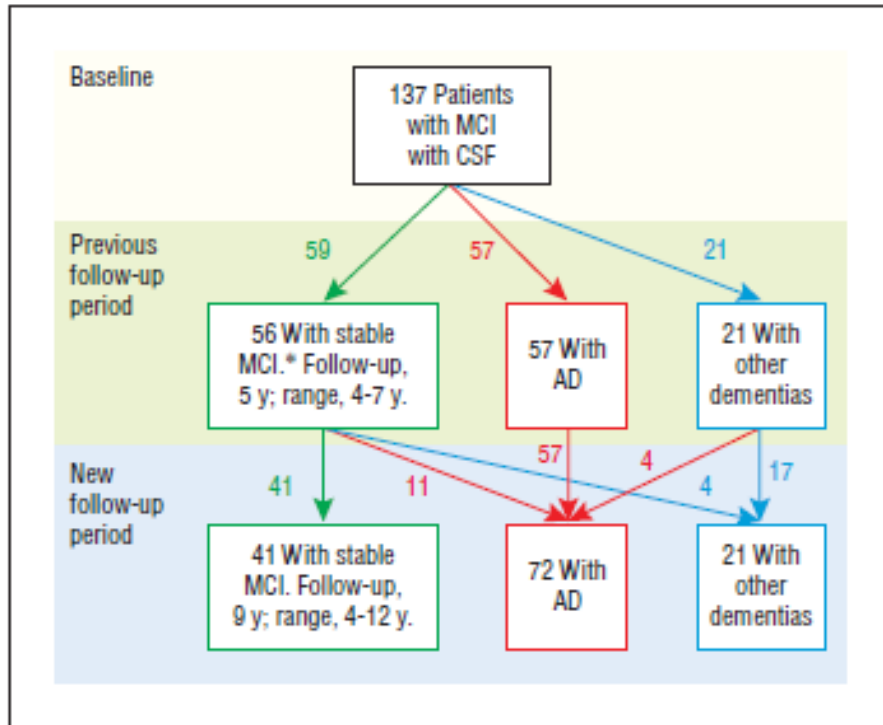 Baseline
137 Patients
with MCI
with CSF
Previous
follow-up
period
59
57
21
56 With stable
MCI.* Follow-up,
5 y; range, 4-7 y.
57 With
AD
21 With
other
dementias
New
follow-up
period
41
11
57
4
4
17
41 With stable
MCI. Follow-up,
9 y; range, 4-12 y.
72 With
AD
21 With
other
dementias